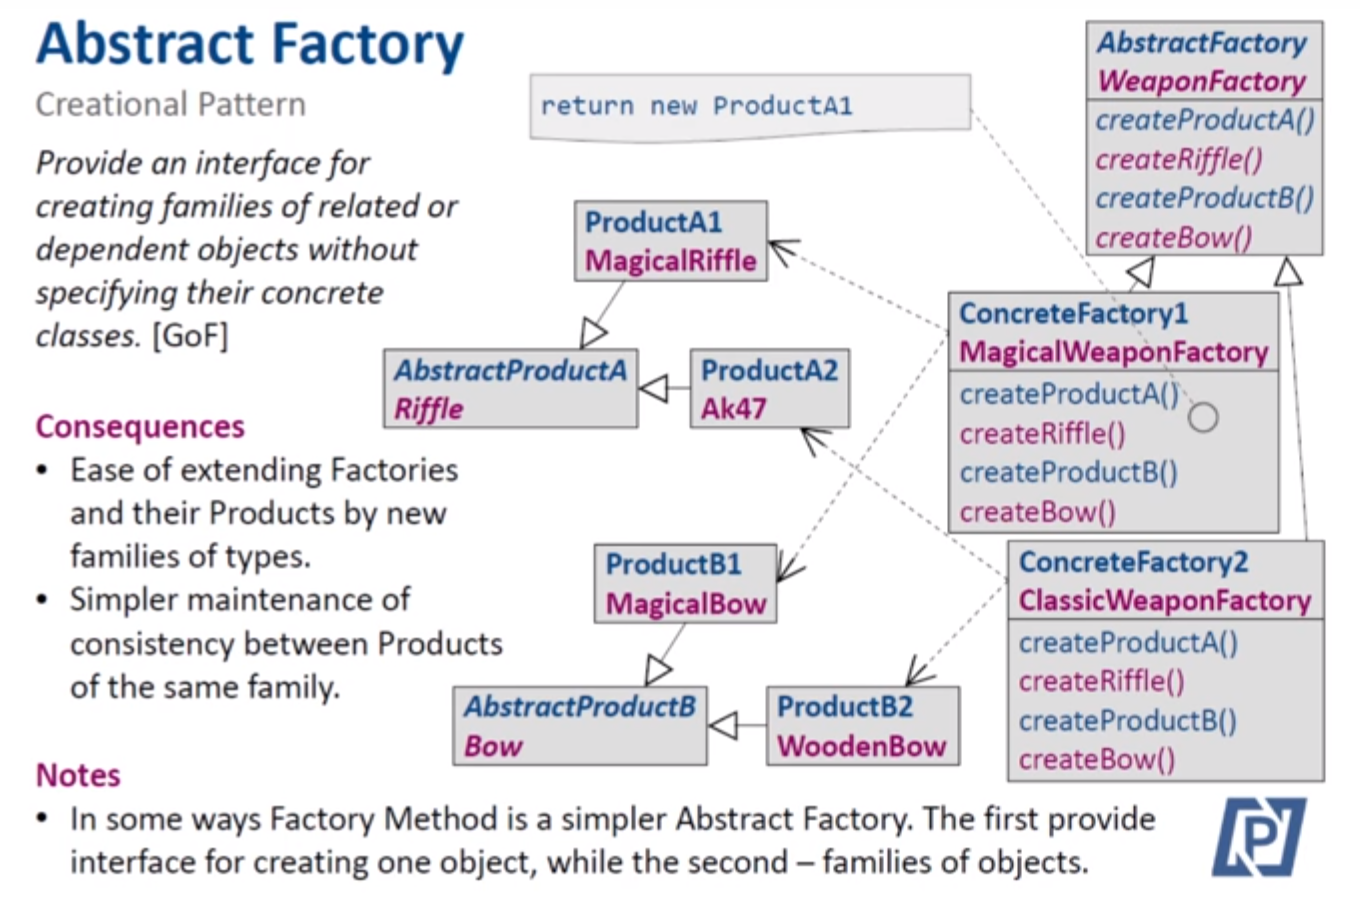 Abstract Factory
Creational Pattern
Provide an interface for
creating families of related or
dependent objects without
specifying their concrete
classes. [GoF]
Consequences
• Ease of extending Factories
and their Products by new
families of types.
• Simpler maintenance of
consistency between Products
of the same family.
Notes
• In some ways Factory Method is a simpler Abstract Factory. The first provide
interface for creating one object, while the second – families of objects.
return new ProductA1
ProductA1
MagicalRiffle
AbstractProductA
Riffle
ProductA2
Ak47
ProductB1
MagicalBow
AbstractProductB
Bow
ProductB2
WoodenBow
AbstractFactory
WeaponFactory
createProductA()
createRiffle()
createProductB()
createBow()
ConcreteFactory1
MagicalWeaponFactory
createProductA()
createRiffle()
createProductB()
createBow()
ConcreteFactory2
ClassicWeaponFactory
createProductA()
createRiffle()
createProductB()
createBow()
P